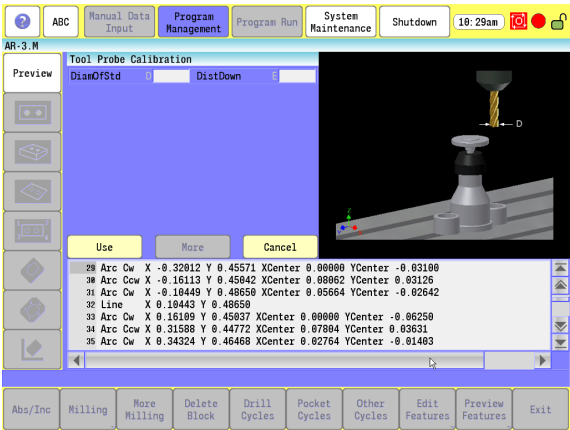 ? ABC Manual Data Input Program Management Program Run System Maintenance Shutdown 10:29am
AR-3.M
Preview
Tool Probe Calibration
DiamOfStd D DistDown E
D
Z
Use More Cancel
29 Arc Cw X -0.32012 Y 0.45571 XCenter 0.00000 YCenter -0.03100
30 Arc Ccw X -0.16113 Y 0.45042 XCenter 0.08062 YCenter 0.03126
31 Arc Cw X -0.10449 Y 0.48650 XCenter 0.05664 YCenter -0.02642
32 Line X 0.10443 Y 0.48650
33 Arc Cw X 0.16109 Y 0.45037 XCenter 0.00000 YCenter -0.06250
34 Arc Ccw X 0.31588 Y 0.44772 XCenter 0.07804 YCenter 0.03631
35 Arc Cw X 0.34324 Y 0.46468 XCenter 0.02764 YCenter -0.01403
Abs/Inc Milling More Milling Delete Block Drill Cycles Pocket Cycles Other Cycles Edit Features Preview Features Exit